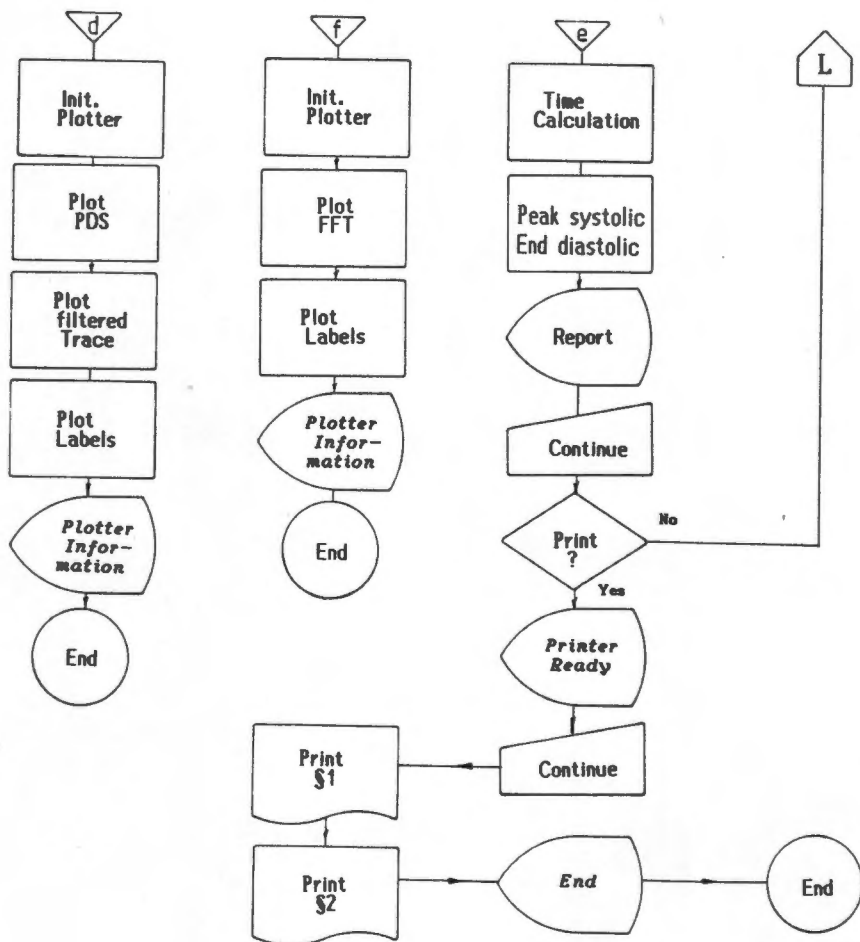 d
Init.
Plotter
Plot
PDS
Plot
filtered
Trace
Plot
Labels
Plotter
Infor-
mation
End
f
Init.
Plotter
Plot
FFT
Plot
Labels
Plotter
Infor-
mation
End
e
Time
Calculation
Peak systolic
End diastolic
Report
Continue
Print
?
No
Yes
Printer
Ready
Continue
Print
§1
Print
§2
End
End
L